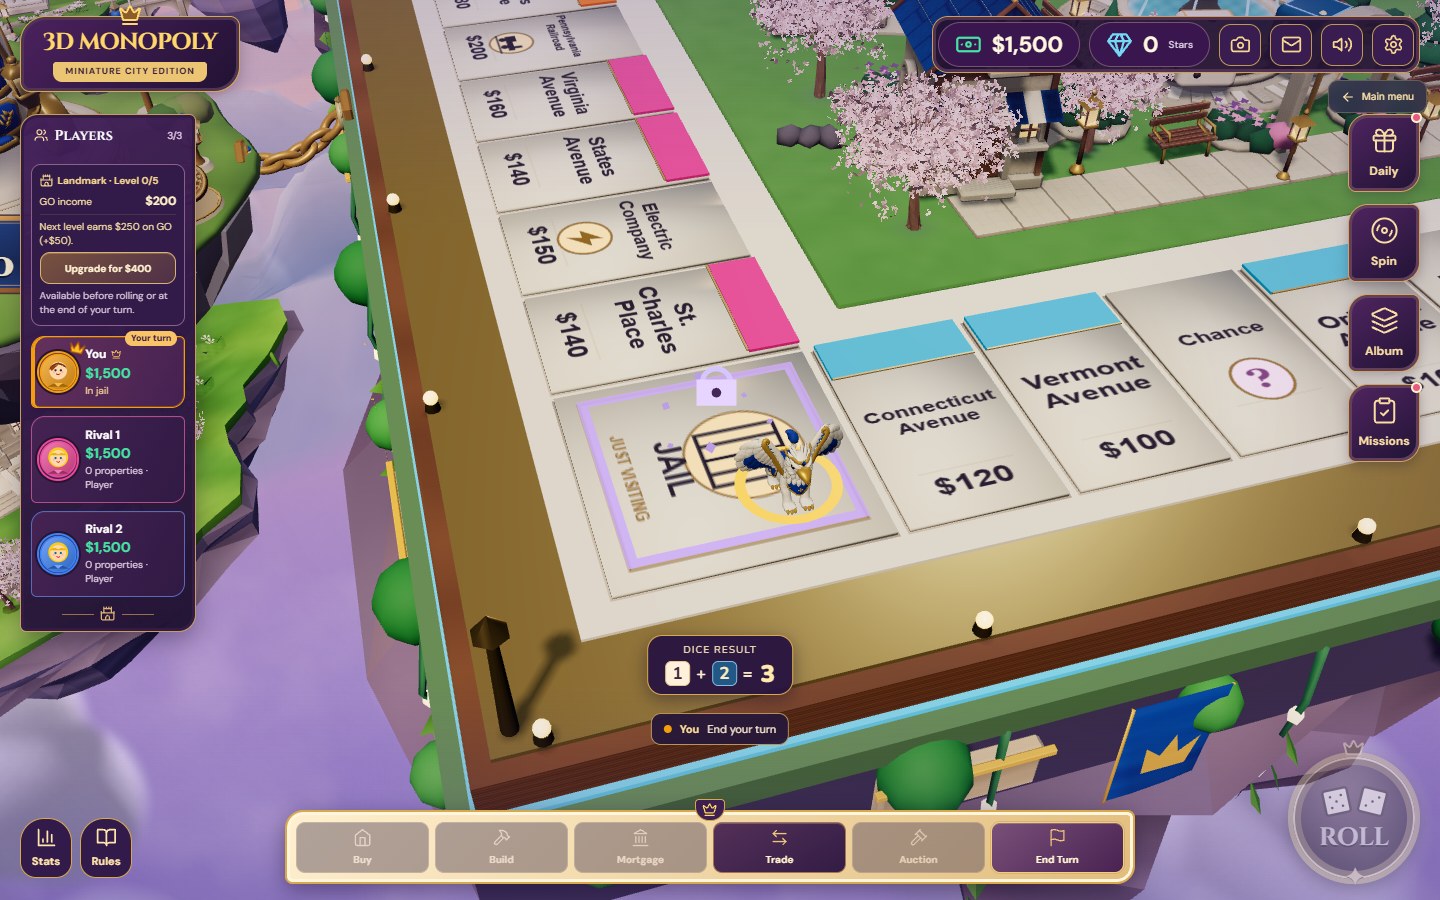 3D MONOPOLY
MINIATURE CITY EDITION
$1,500
0 Stars
Main menu
PLAYERS 3/3
Landmark · Level 0/5
GO income $200
Next level earns $250 on GO
(+$50).
Upgrade for $400
Available before rolling or at
the end of your turn.
Your turn
You
$1,500
In jail
Rival 1
$1,500
0 properties ·
Player
Rival 2
$1,500
0 properties ·
Player
Daily
Spin
Album
Missions
Pennsylvania
Railroad
$200
Virginia
Avenue
$160
States
Avenue
$140
Electric
Company
$150
St.
Charles
Place
$140
JAIL
JUST VISITING
Connecticut
Avenue
$120
Vermont
Avenue
$100
Chance
?
DICE RESULT
1 + 2 = 3
You End your turn
Stats
Rules
Buy
Build
Mortgage
Trade
Auction
End Turn
ROLL